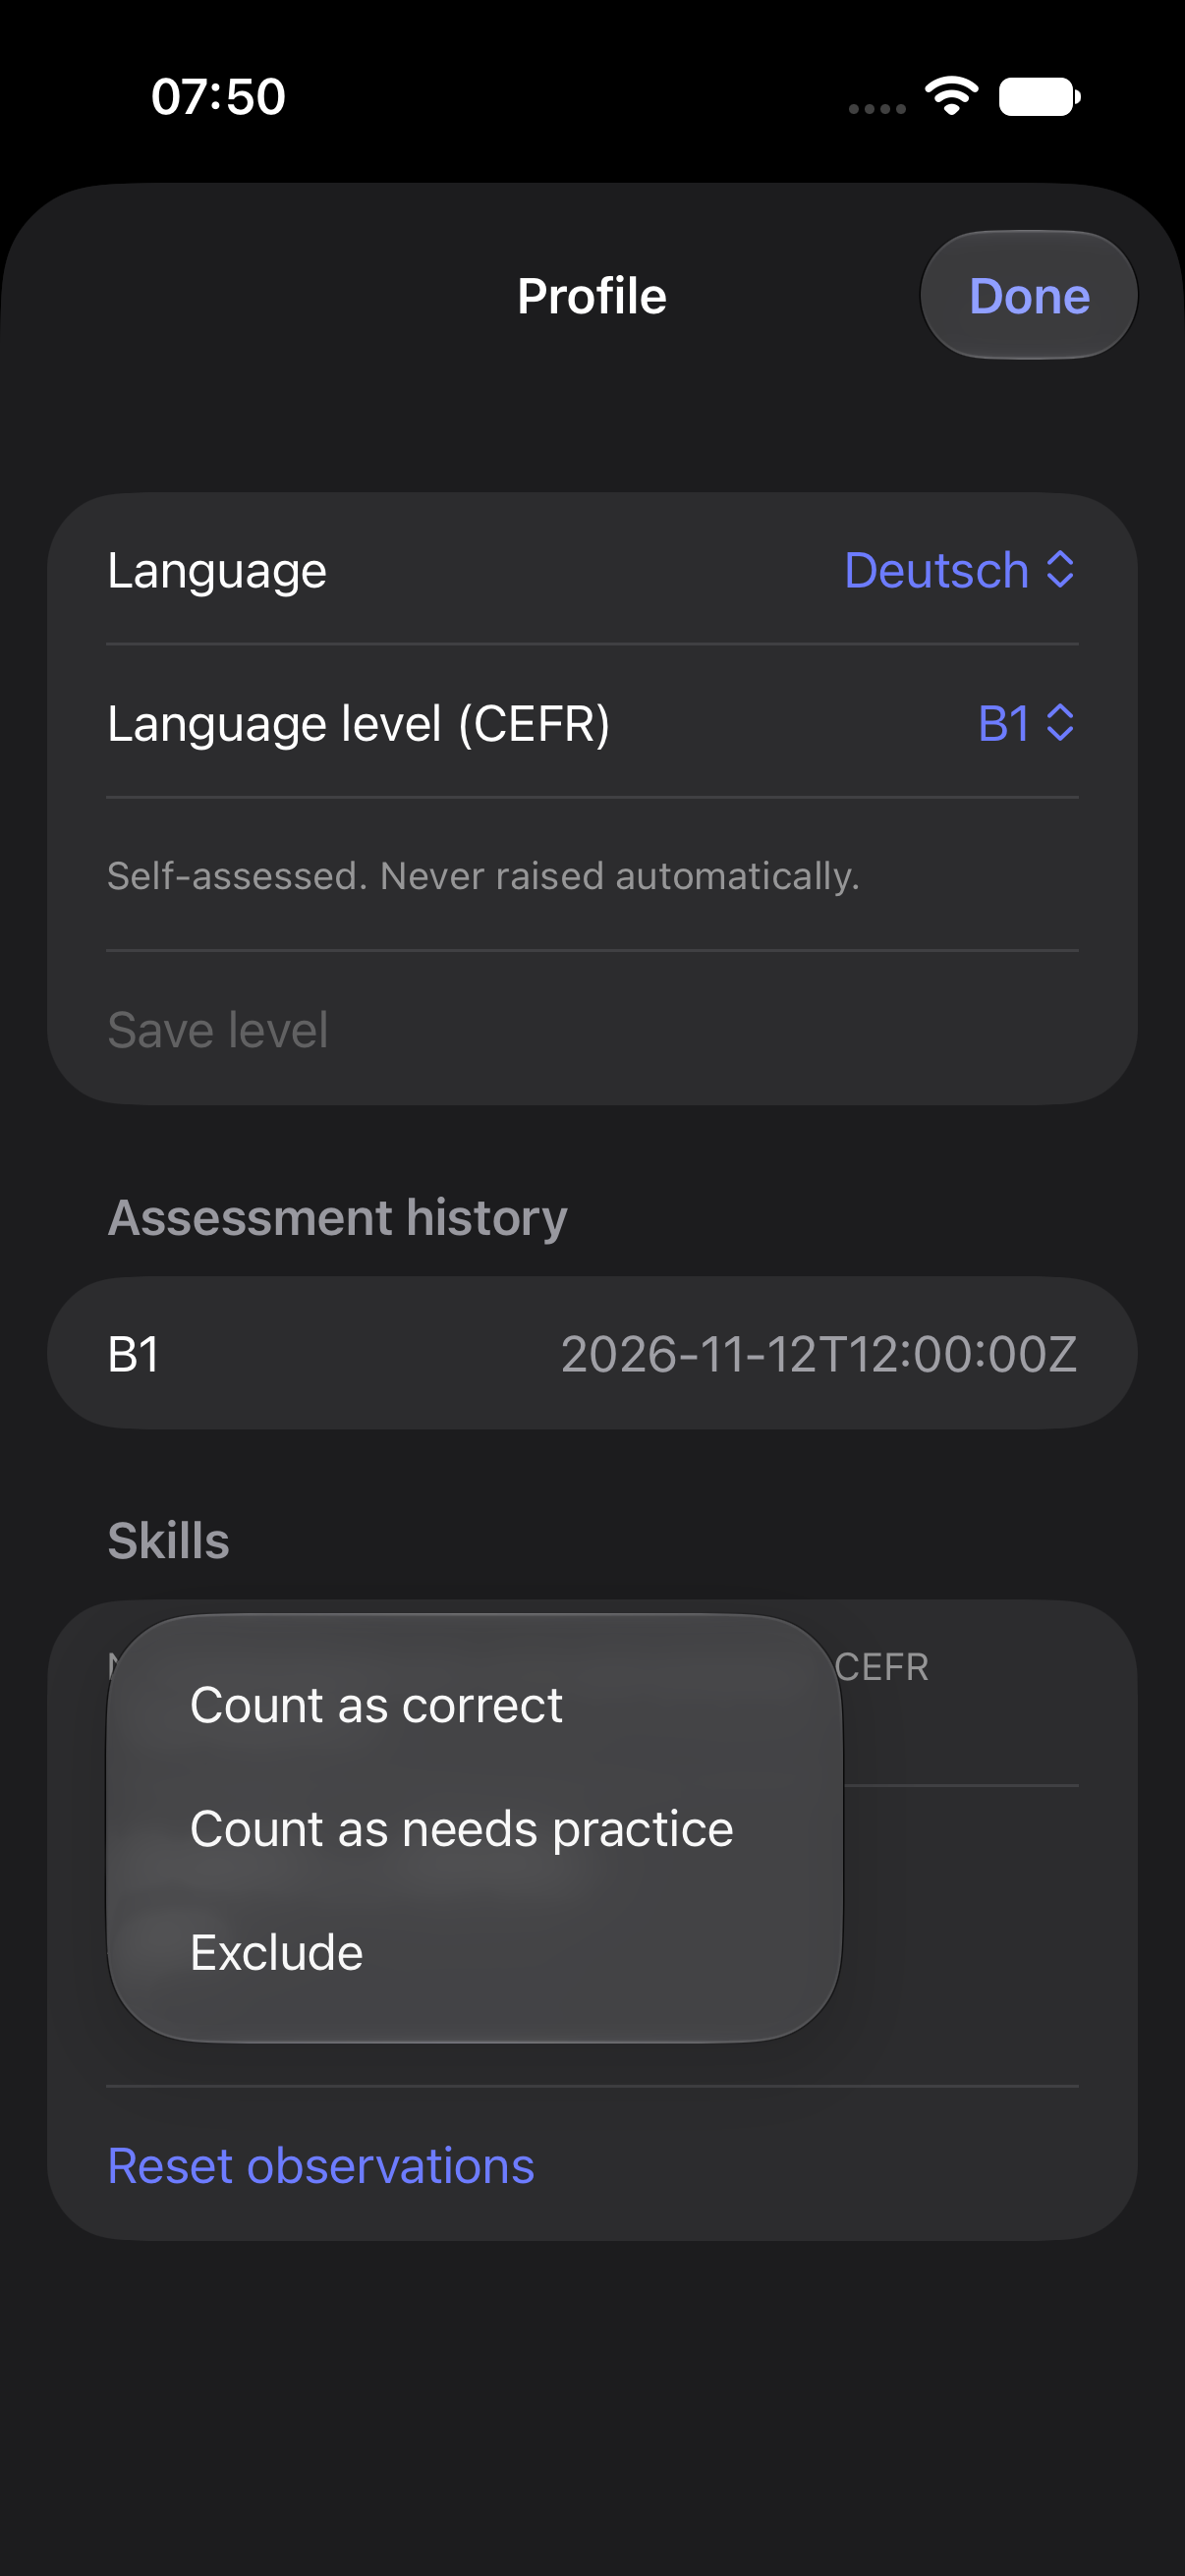 07:50
Profile
Done
Language
Deutsch
Language level (CEFR)
B1
Self-assessed. Never raised automatically.
Save level
Assessment history
B1
2026-11-12T12:00:00Z
Skills
CEFR
Count as correct
Count as needs practice
Exclude
Reset observations